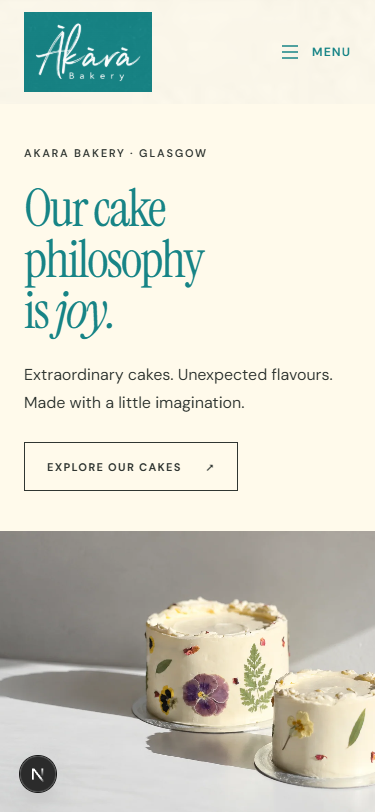 Àkàrà
Bakery
MENU
AKARA BAKERY · GLASGOW
Our cake
philosophy
is joy.
Extraordinary cakes. Unexpected flavours.
Made with a little imagination.
EXPLORE OUR CAKES ↗
N